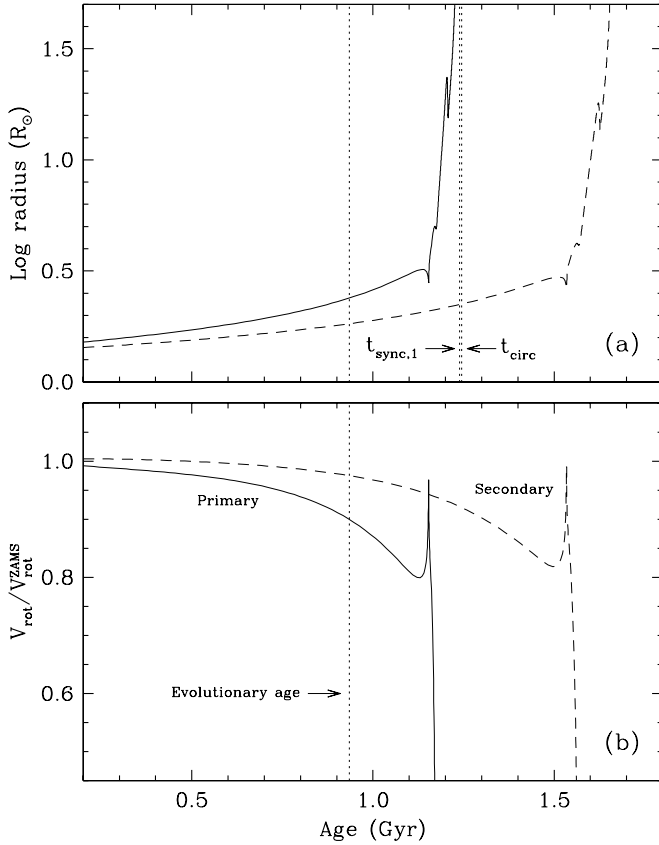 1.5
1.0
0.5
0.0
Log radius (R☉)
t_sync,1
t_circ
(a)
1.0
0.8
0.6
V_rot/V_rot^ZAMS
Primary
Secondary
Evolutionary age
(b)
0.5
1.0
1.5
Age (Gyr)